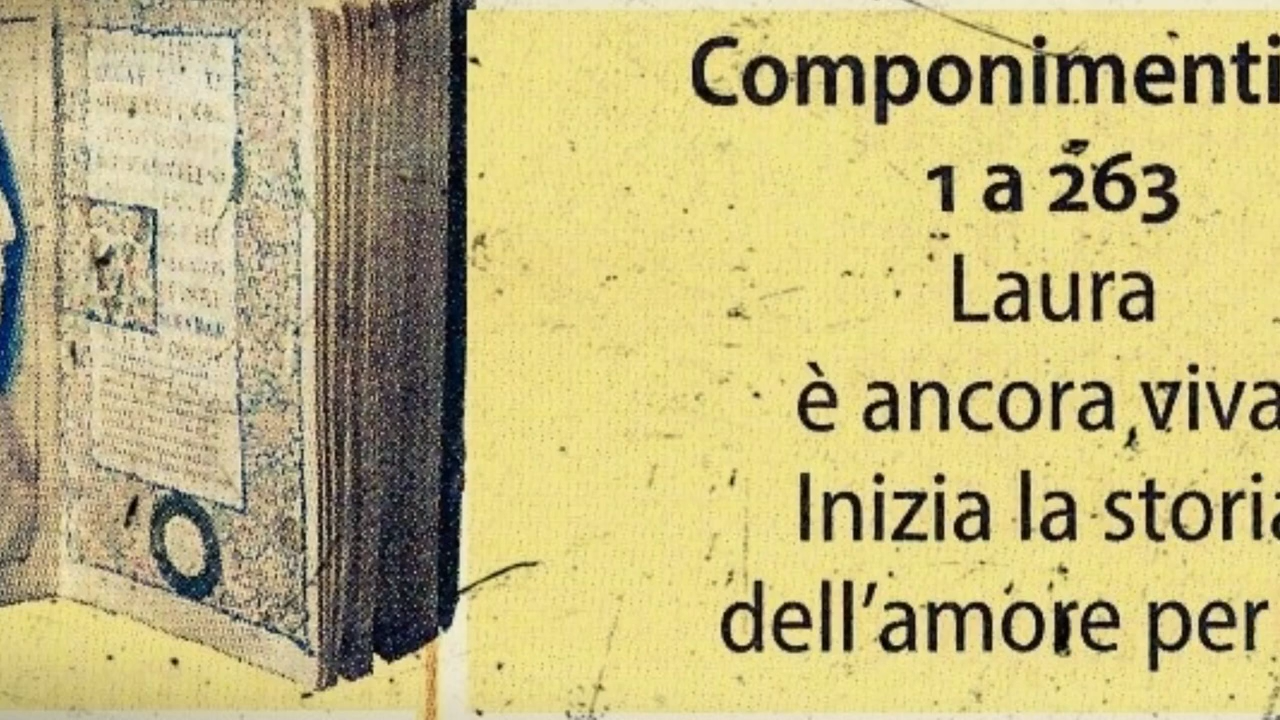 Componimenti
1 a 263
Laura
è ancora viva
Inizia la storia
dell’amore per